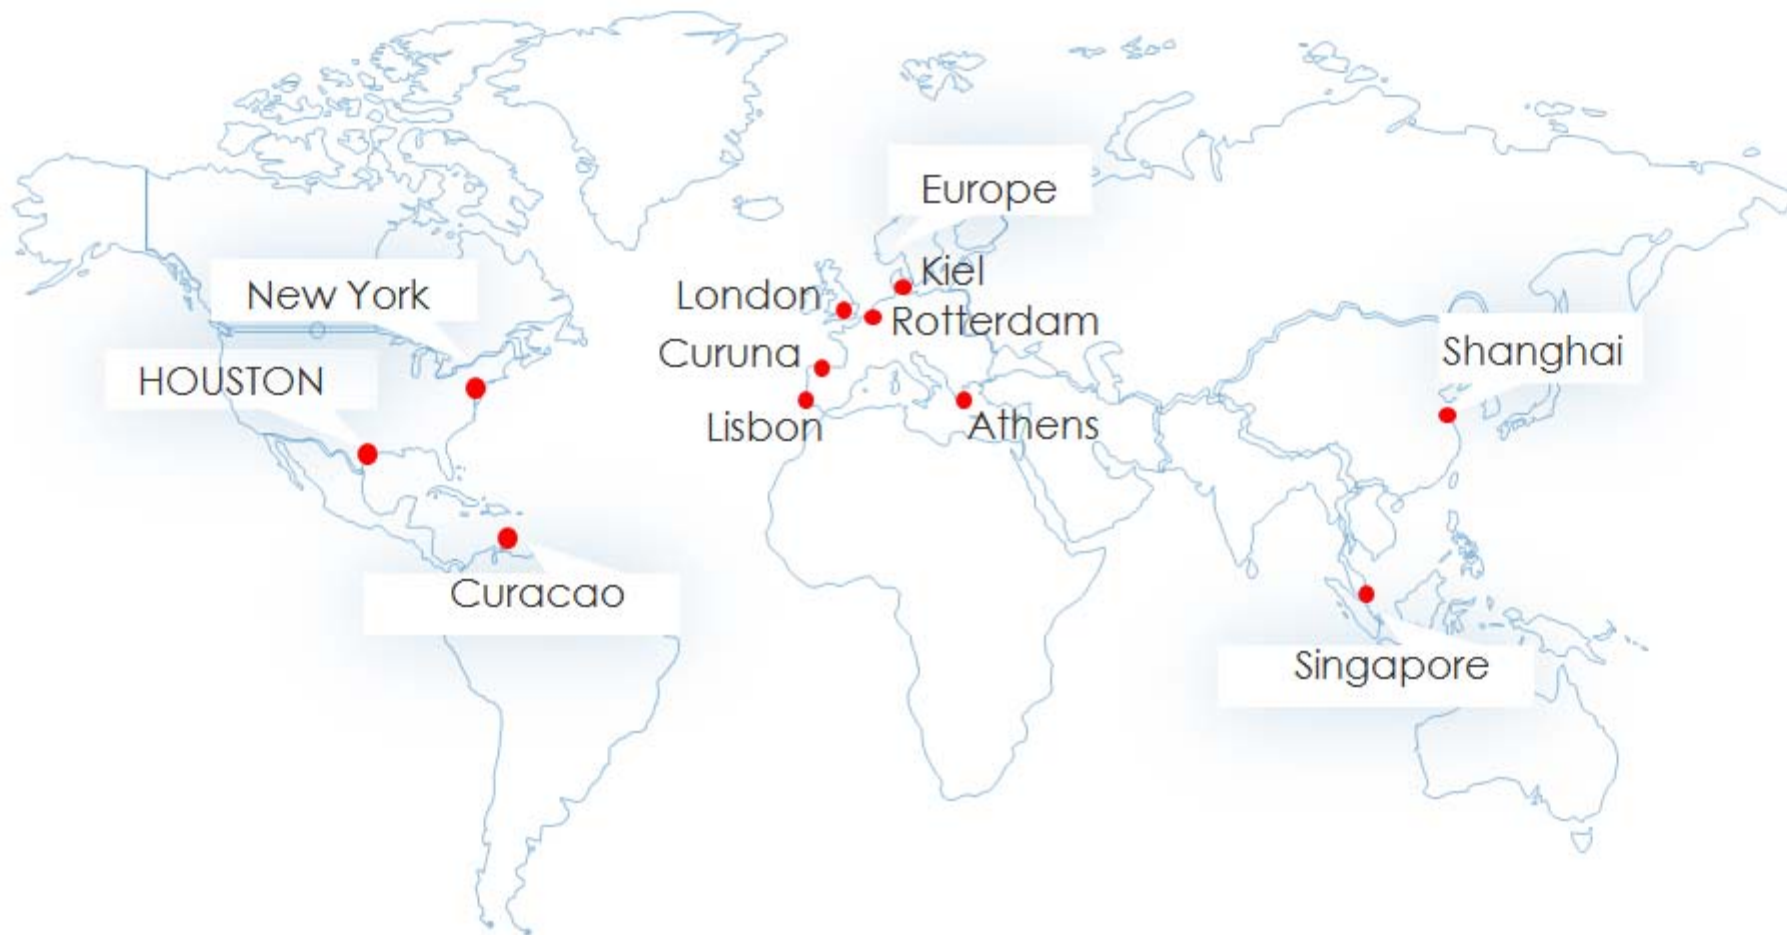 Europe
Kiel
New York
London
Rotterdam
Curuna
Shanghai
HOUSTON
Lisbon
Athens
Curacao
Singapore